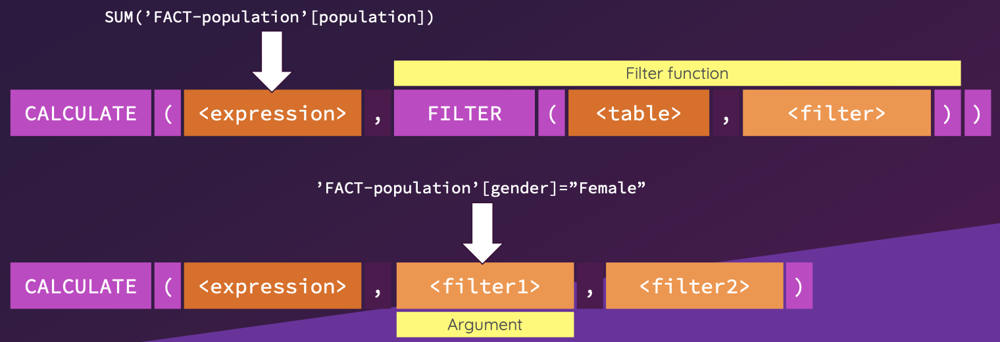 SUM(’FACT-population’[population])
Filter function
CALCULATE ( <expression> , FILTER ( <table> , <filter> ) )
’FACT-population’[gender]=”Female”
CALCULATE ( <expression> , <filter1> , <filter2> )
Argument